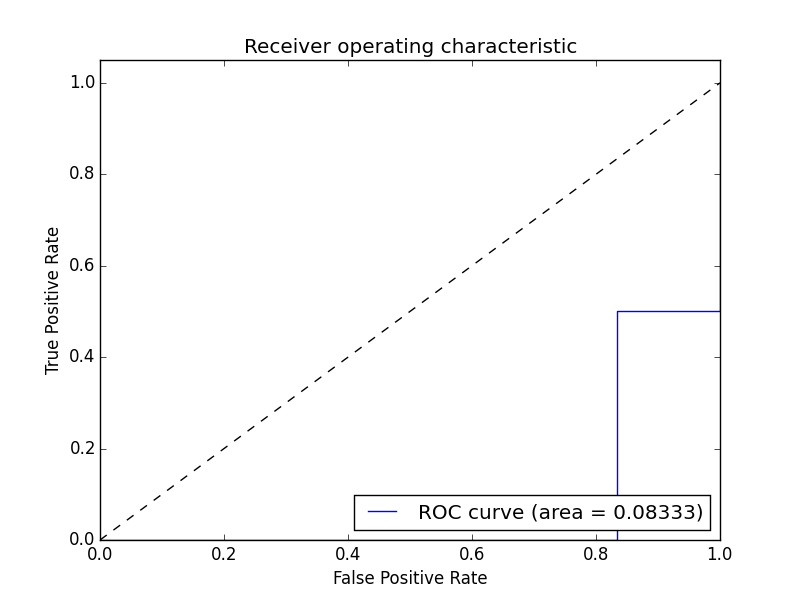 Receiver operating characteristic
True Positive Rate
1.0
0.8
0.6
0.4
0.2
0.0
ROC curve (area = 0.08333)
0.0 0.2 0.4 0.6 0.8 1.0
False Positive Rate